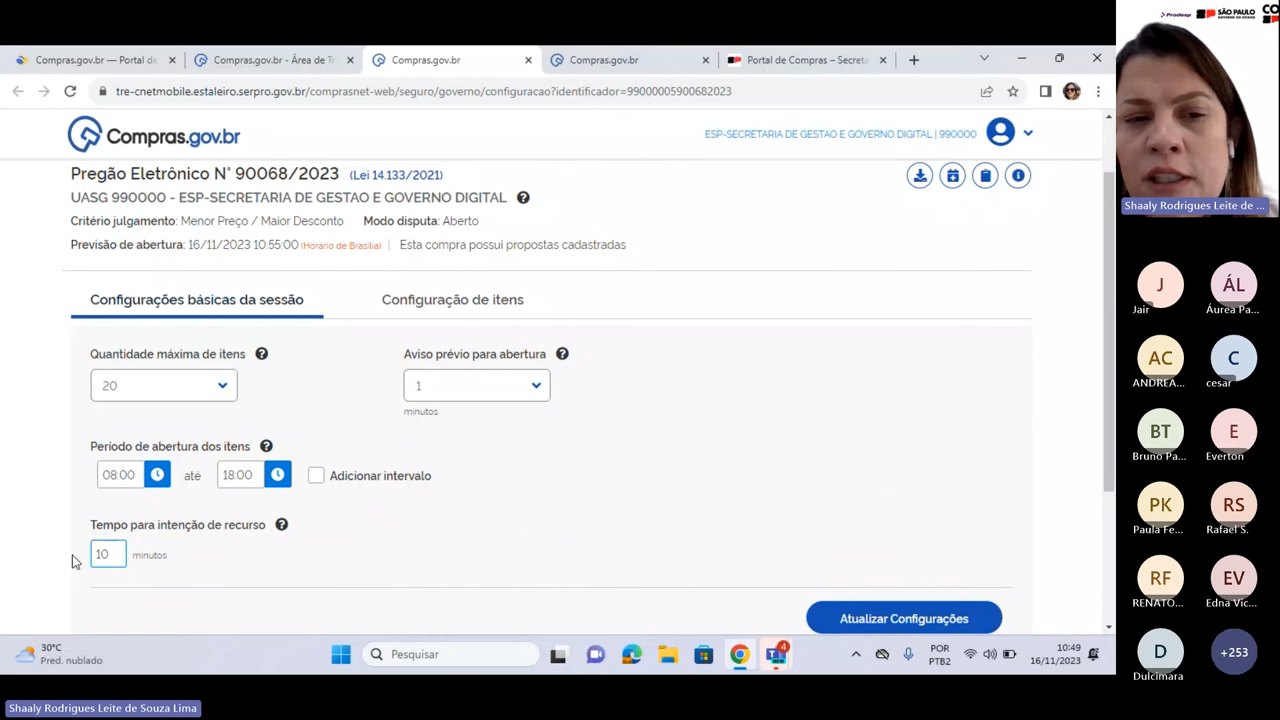 Compras.gov.br — Portal de
Compras.gov.br - Área de Tr
Compras.gov.br
Compras.gov.br
Portal de Compras – Secreta
tre-cnetmobile.estaleiro.serpro.gov.br/comprasnet-web/seguro/governo/configuracao?identificador=99000005900682023
Compras.gov.br
ESP-SECRETARIA DE GESTAO E GOVERNO DIGITAL | 990000
Pregão Eletrônico N° 90068/2023 (Lei 14.133/2021)
UASG 990000 - ESP-SECRETARIA DE GESTAO E GOVERNO DIGITAL
Critério julgamento: Menor Preço / Maior Desconto Modo disputa: Aberto
Previsão de abertura: 16/11/2023 10:55:00 (Horário de Brasília) | Esta compra possui propostas cadastradas
Configurações básicas da sessão
Configuração de itens
Quantidade máxima de itens
Aviso prévio para abertura
20
1
minutos
Período de abertura dos itens
08:00 até 18:00 Adicionar intervalo
Tempo para intenção de recurso
10 minutos
Atualizar Configurações
30°C
Pred. nublado
Pesquisar
4
POR
PTB2
10:49
16/11/2023
Shaaly Rodrigues Leite de Souza Lima
Prodesp
SÃO PAULO
GOVERNO DO ESTADO
CO
Shaaly Rodrigues Leite de ...
J
Jair
ÁL
Áurea Pa...
AC
ANDREA...
C
cesar
BT
Bruno Pa...
E
Everton
PK
Paula Fe...
RS
Rafael S.
RF
RENATO...
EV
Edna Vic...
D
Dulcimara
+253